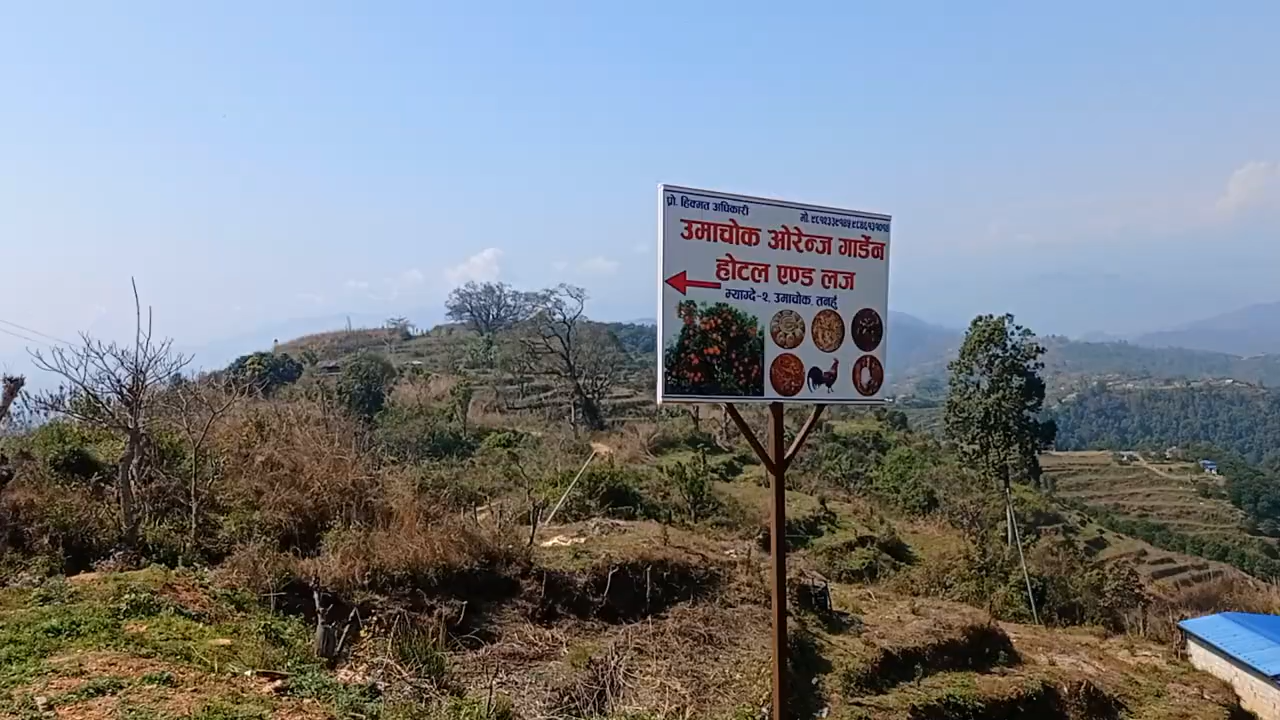 प्रो. हिक्मत अधिकारी
मो.
उमाचोक ओरेन्ज गार्डेन
होटल एण्ड लज
म्याग्दे-२, उमाचोक, तनहुँ